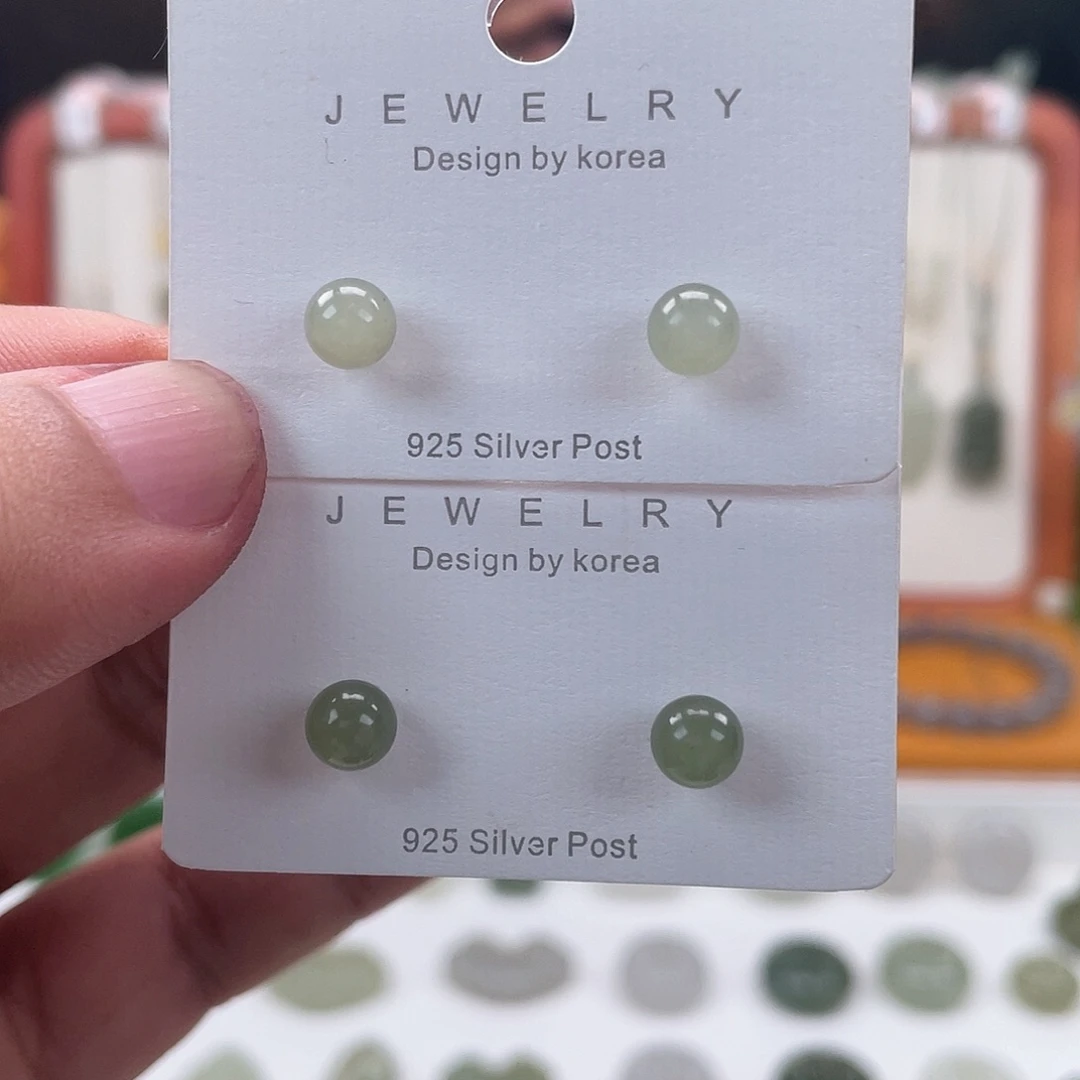 JEWELRY
Design by korea
925 Silver Post
JEWELRY
Design by korea
925 Silver Post